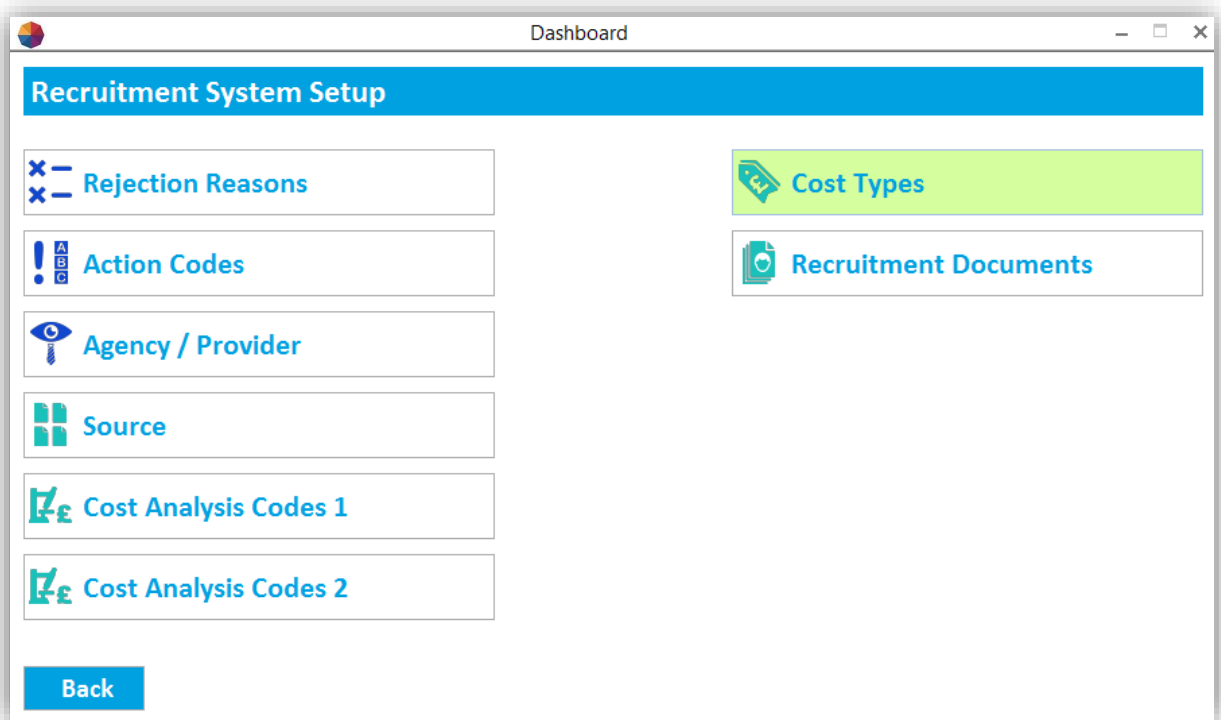 Dashboard
Recruitment System Setup
Rejection Reasons
Action Codes
Agency / Provider
Source
Cost Analysis Codes 1
Cost Analysis Codes 2
Cost Types
Recruitment Documents
Back